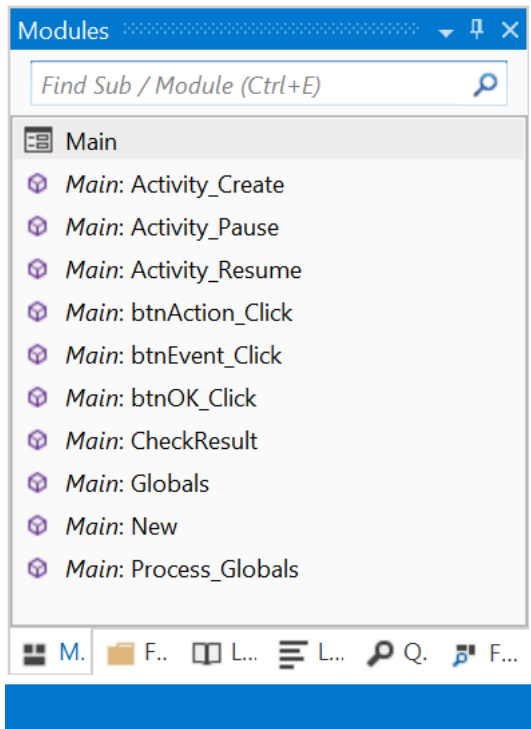 Modules
Find Sub / Module (Ctrl+E)
Main
Main: Activity_Create
Main: Activity_Pause
Main: Activity_Resume
Main: btnAction_Click
Main: btnEvent_Click
Main: btnOK_Click
Main: CheckResult
Main: Globals
Main: New
Main: Process_Globals
M. F.. L... L... Q. F...